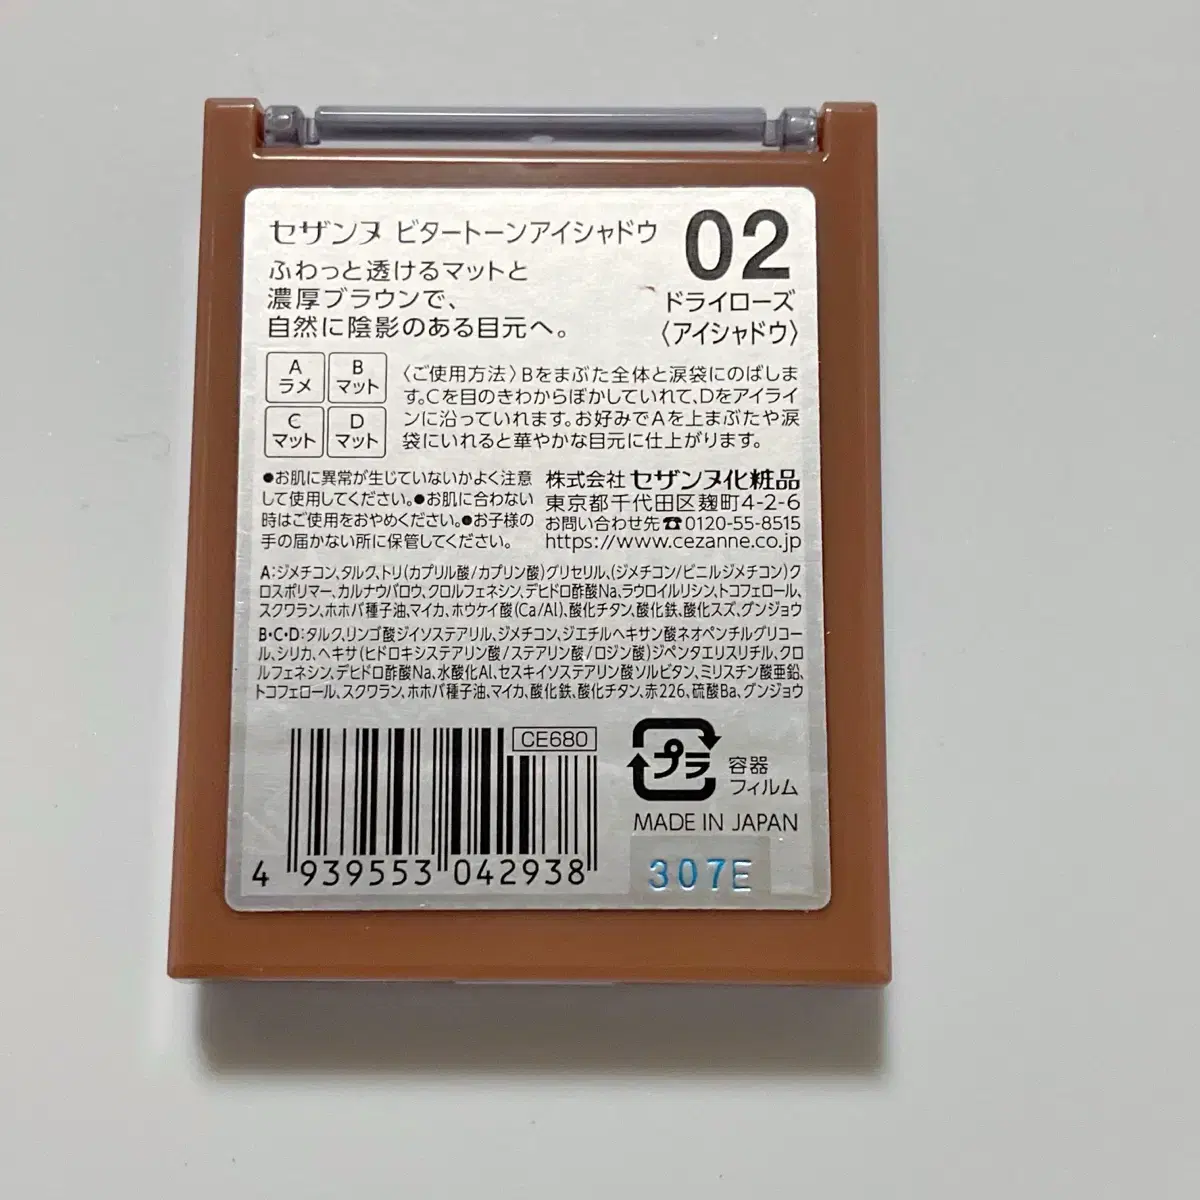 セザンヌ ビタートーンアイシャドウ
02
ふわっと透けるマットと
濃厚ブラウンで、
自然に陰影のある目元へ。
ドライローズ
〈アイシャドウ〉
A
ラメ
B
マット
C
マット
D
マット
〈ご使用方法〉Bをまぶた全体と涙袋にのばしま
す。Cを目のきわからぼかしていれて、Dをアイライ
ンに沿っていれます。お好みでAを上まぶたや涙
袋にいれると華やかな目元に仕上がります。
●お肌に異常が生じていないかよく注意
して使用してください。●お肌に合わない
時はご使用をおやめください。●お子様の
手の届かない所に保管してください。
株式会社 セザンヌ化粧品
東京都千代田区麹町4-2-6
お問い合わせ先☎0120-55-8515
https://www.cezanne.co.jp
A:ジメチコン、タルク、トリ(カプリル酸/カプリン酸)グリセリル、(ジメチコン/ビニルジメチコン)ク
ロスポリマー、カルナウバロウ、クロルフェネシン、デヒドロ酢酸Na、ラウロイルリシン、トコフェロール、
スクワラン、ホホバ種子油、マイカ、ホウケイ酸(Ca/Al)、酸化チタン、酸化鉄、酸化スズ、グンジョウ
B・C・D:タルク、リンゴ酸ジイソステアリル、ジメチコン、ジエチルヘキサン酸ネオペンチルグリコー
ル、シリカ、ヘキサ(ヒドロキシステアリン酸/ステアリン酸/ロジン酸)ジペンタエリスリチル、クロ
ルフェネシン、デヒドロ酢酸Na、水酸化Al、セスキイソステアリン酸ソルビタン、ミリスチン酸亜鉛、
トコフェロール、スクワラン、ホホバ種子油、マイカ、酸化鉄、酸化チタン、赤226、硫酸Ba、グンジョウ
CE680
プラ
容器
フィルム
MADE IN JAPAN
4 939553 042938
307E